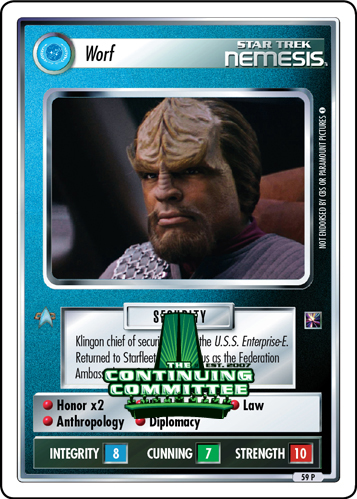 Worf
STAR TREK
NEMESIS
NOT ENDORSED BY CBS OR PARAMOUNT PICTURES
SECURITY
Klingon chief of the U.S.S. Enterprise-E.
Returned to Starfleet as the Federation
THE
EST. 2007
CONTINUING
COMMITTEE
Honor x2
Law
Anthropology
Diplomacy
INTEGRITY 8 CUNNING 7 STRENGTH 10
59 P